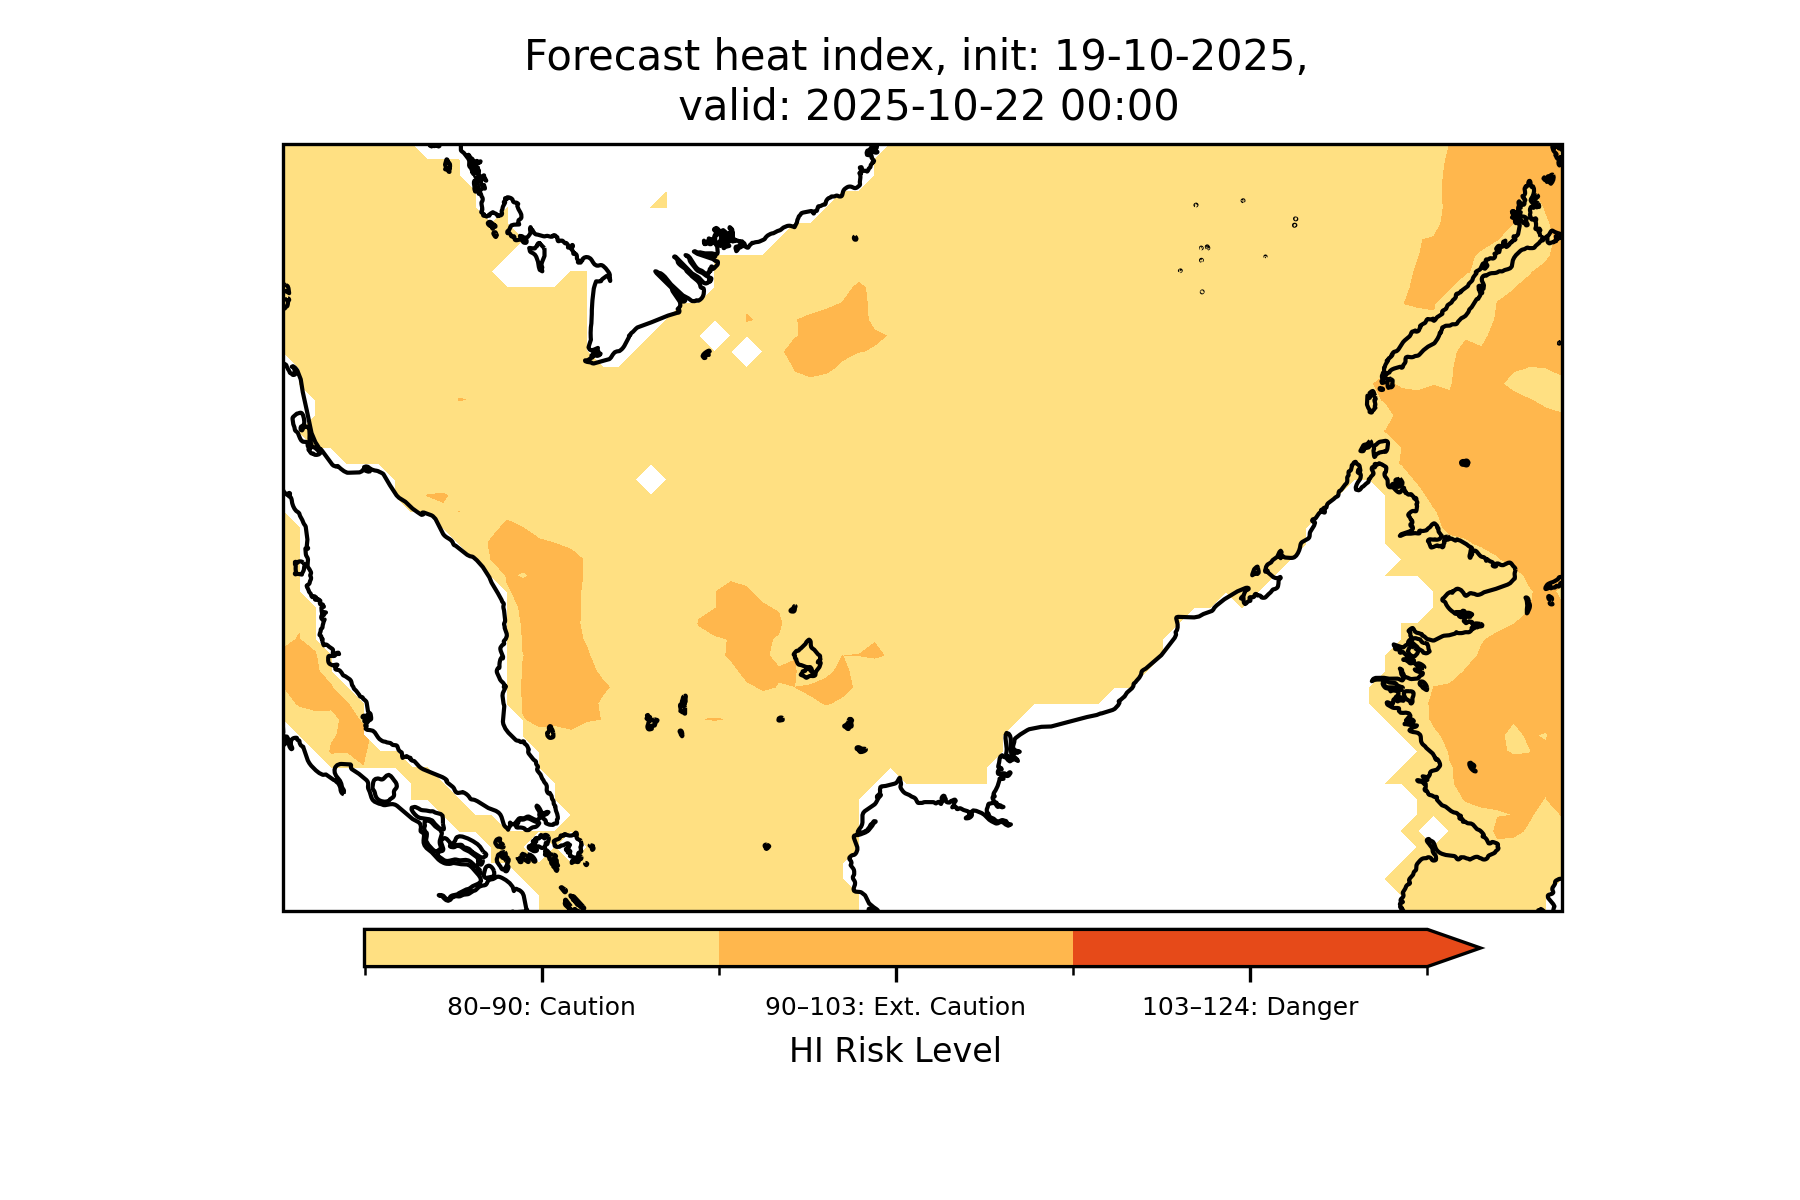 Forecast heat index, init: 19-10-2025,
valid: 2025-10-22 00:00
80–90: Caution
90–103: Ext. Caution
103–124: Danger
HI Risk Level